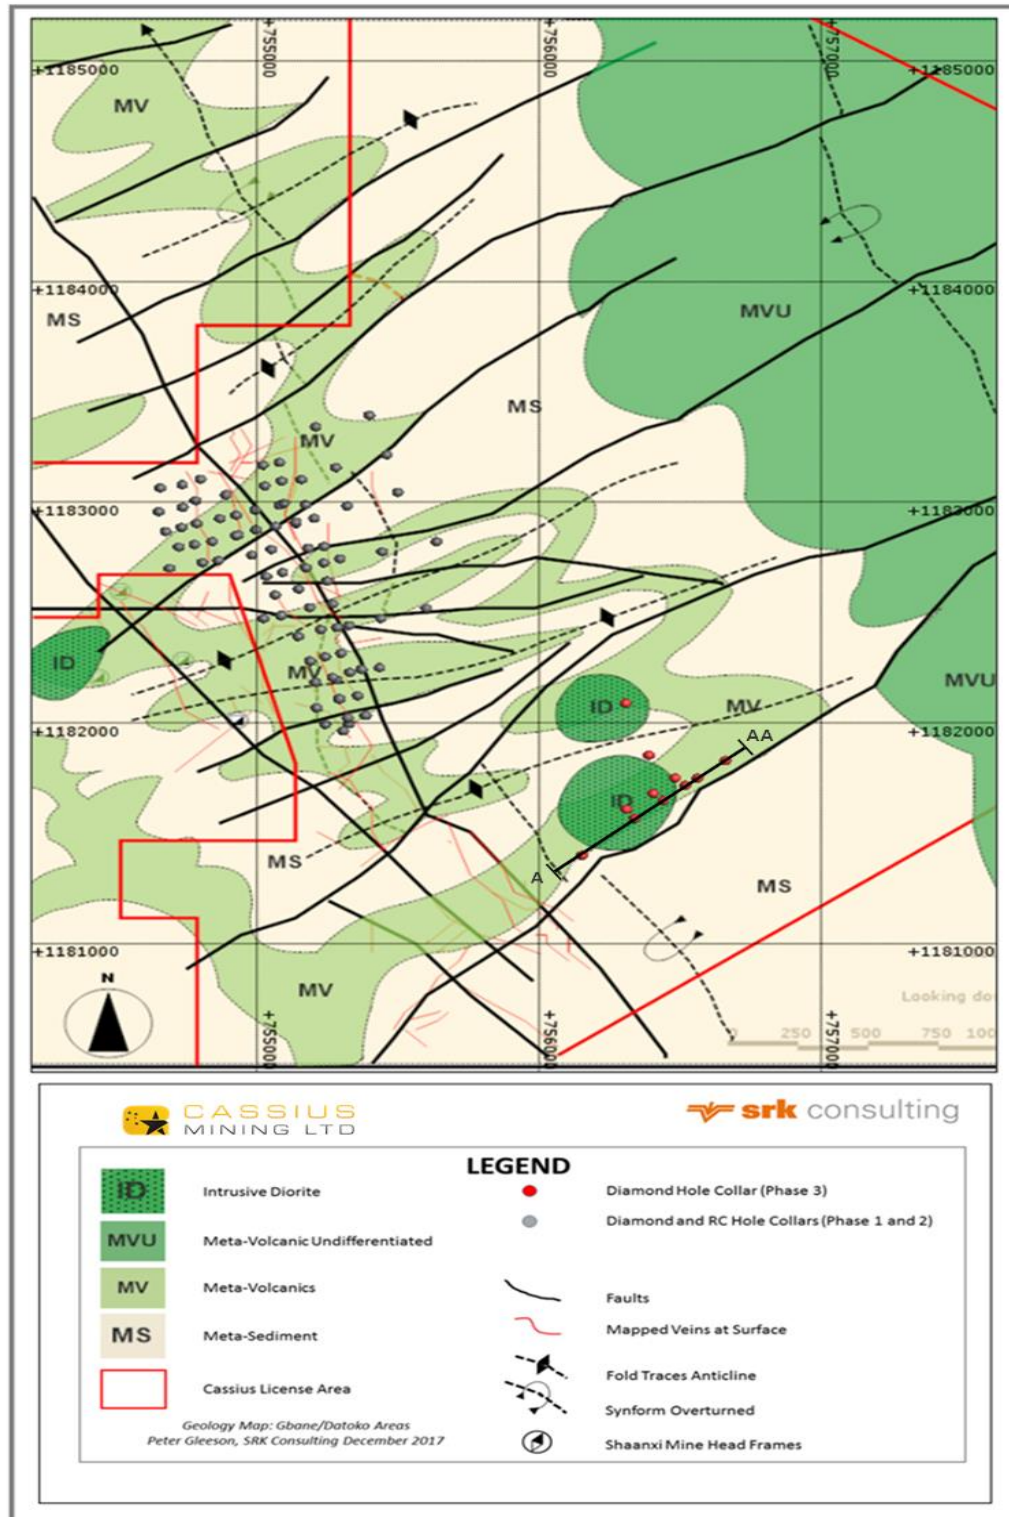 +755000
+756000
+757000
+1185000
+1185000
MV
+1184000
+1184000
MS
MVU
MS
MV
+1183000
+1183000
ID
MV
MVU
ID
MV
+1182000
+1182000
AA
ID
MS
A
MS
+1181000
+1181000
N
MV
Looking do
+755000
+756000
+757000
0 250 500 750 100
CASSIUS
MINING LTD
srk consulting
LEGEND
ID Intrusive Diorite
MVU Meta-Volcanic Undifferentiated
MV Meta-Volcanics
MS Meta-Sediment
Cassius License Area
Geology Map: Gbane/Datoko Areas
Peter Gleeson, SRK Consulting December 2017
Diamond Hole Collar (Phase 3)
Diamond and RC Hole Collars (Phase 1 and 2)
Faults
Mapped Veins at Surface
Fold Traces Anticline
Synform Overturned
Shaanxi Mine Head Frames